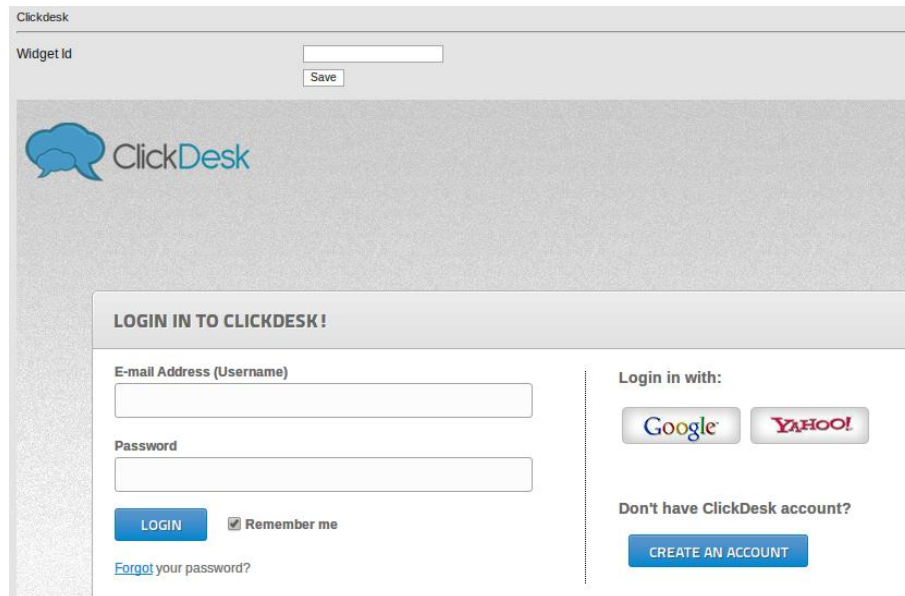 Clickdesk
Widget Id
Save
ClickDesk
LOGIN IN TO CLICKDESK!
E-mail Address (Username)
Password
LOGIN
Remember me
Forgot your password?
Login in with:
Google
YAHOO!
Don't have ClickDesk account?
CREATE AN ACCOUNT